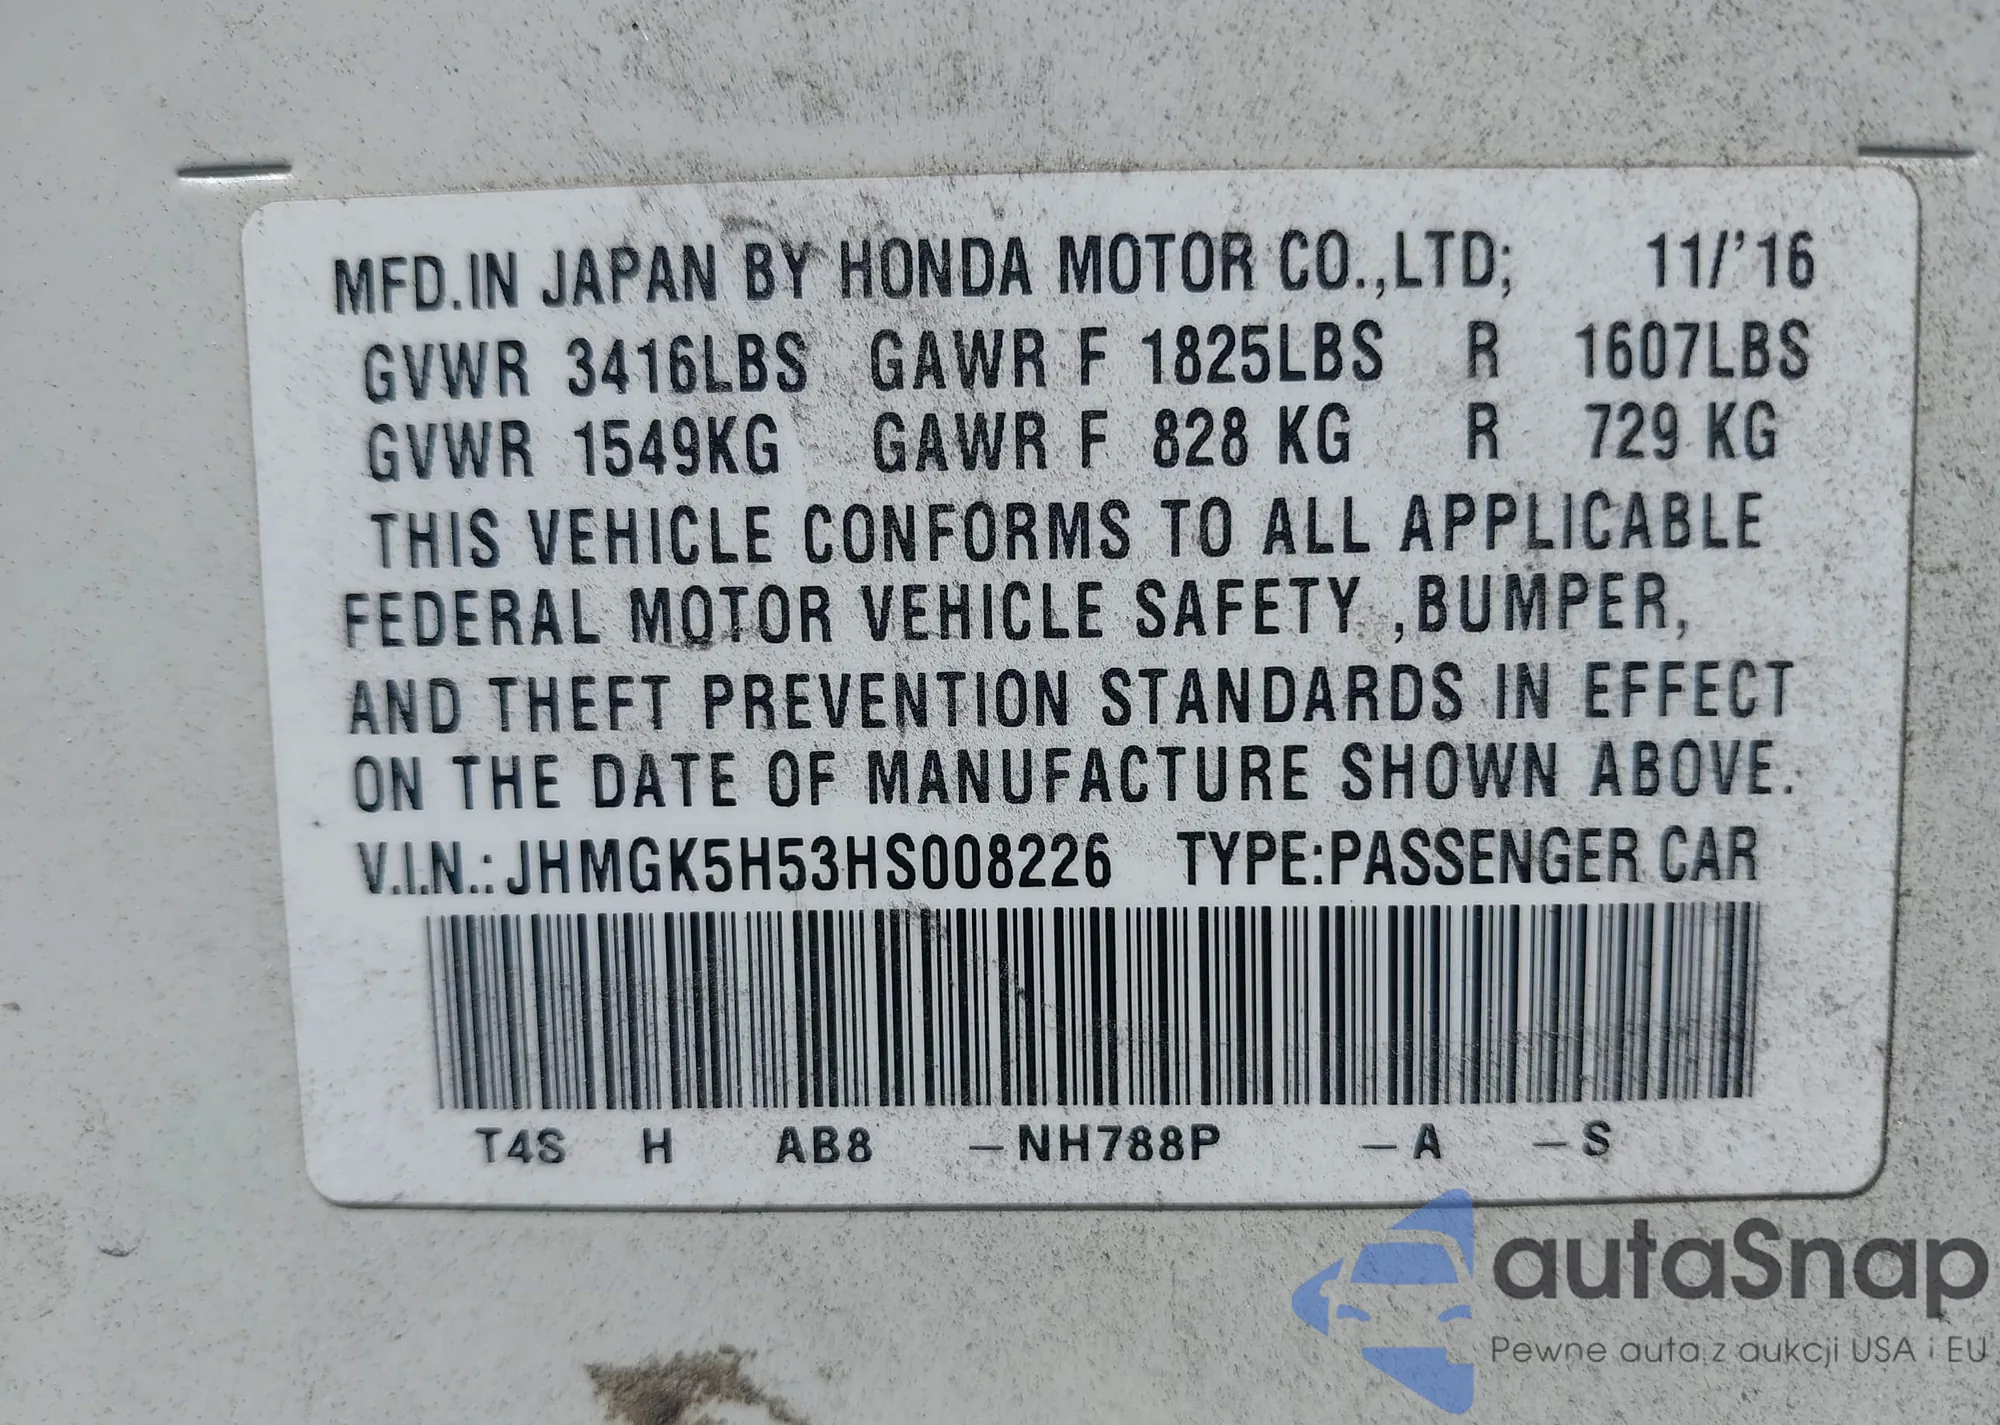 MFD.IN JAPAN BY HONDA MOTOR CO.,LTD; 11/'16
GVWR 3416LBS GAWR F 1825LBS R 1607LBS
GVWR 1549KG GAWR F 828 KG R 729 KG
THIS VEHICLE CONFORMS TO ALL APPLICABLE
FEDERAL MOTOR VEHICLE SAFETY ,BUMPER,
AND THEFT PREVENTION STANDARDS IN EFFECT
ON THE DATE OF MANUFACTURE SHOWN ABOVE.
V.I.N.: JHMGK5H53HS008226 TYPE:PASSENGER CAR
T4S H AB8 -NH788P -A -S
autaSnap
Pewne auta z aukcji USA i EU